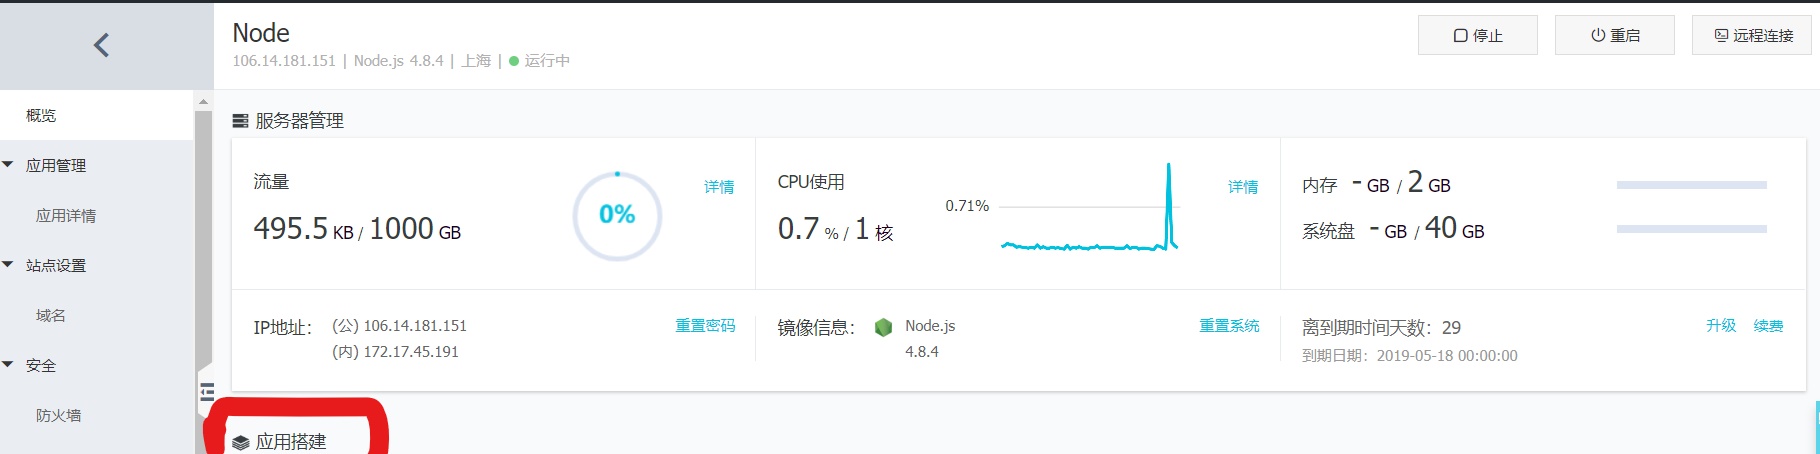 Node
停止
重启
远程连接
106.14.181.151 | Node.js 4.8.4 | 上海 | 运行中
概览
应用管理
应用详情
站点设置
域名
安全
防火墙
服务器管理
流量
详情
495.5 KB / 1000 GB
0%
CPU使用
详情
0.7 % / 1 核
0.71%
内存 - GB / 2 GB
系统盘 - GB / 40 GB
IP地址： (公) 106.14.181.151
(内) 172.17.45.191
重置密码
镜像信息： Node.js
4.8.4
重置系统
离到期时间天数：29
升级 续费
到期日期：2019-05-18 00:00:00
应用搭建